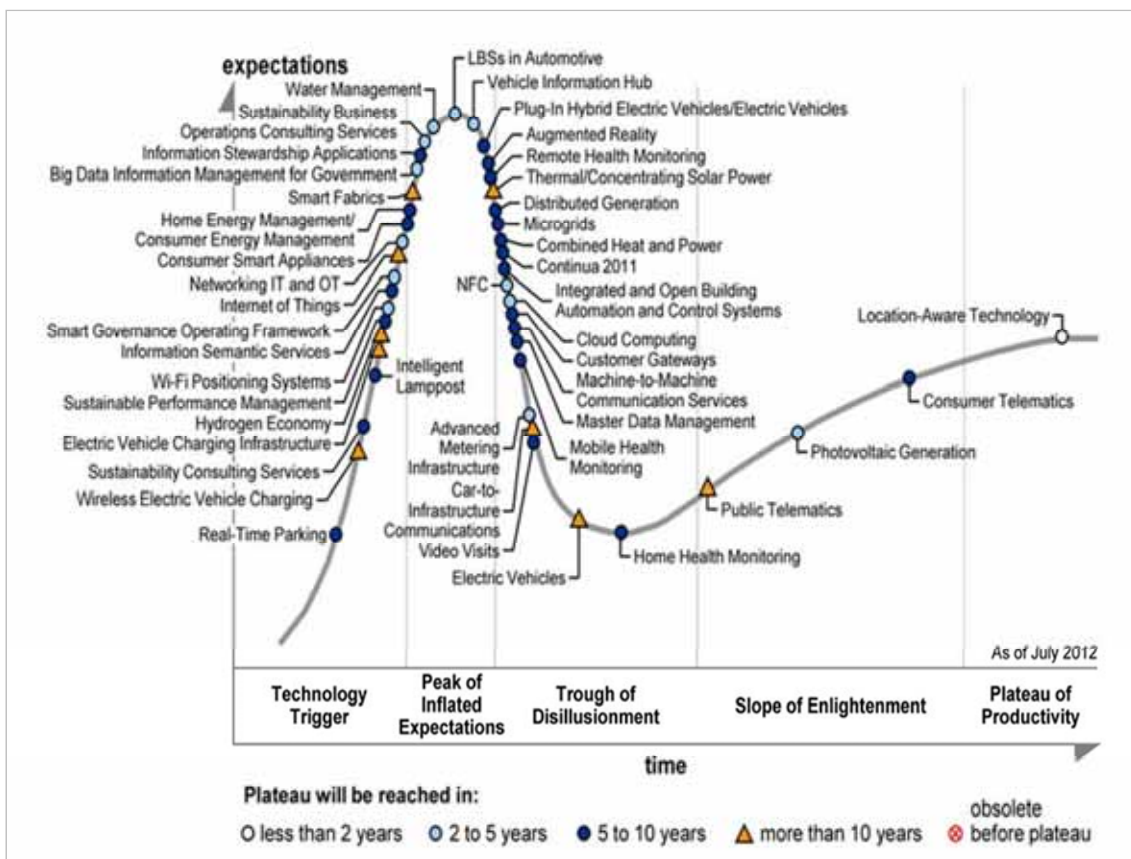 expectations
LBSs in Automotive
Water Management
Vehicle Information Hub
Sustainability Business
Operations Consulting Services
Plug-In Hybrid Electric Vehicles/Electric Vehicles
Information Stewardship Applications
Augmented Reality
Big Data Information Management for Government
Remote Health Monitoring
Smart Fabrics
Thermal/Concentrating Solar Power
Home Energy Management/
Consumer Energy Management
Distributed Generation
Consumer Smart Appliances
Microgrids
Networking IT and OT
Combined Heat and Power
Internet of Things
Continua 2011
NFC
Integrated and Open Building
Automation and Control Systems
Smart Governance Operating Framework
Cloud Computing
Information Semantic Services
Customer Gateways
Wi-Fi Positioning Systems
Intelligent
Lamppost
Machine-to-Machine
Communication Services
Sustainable Performance Management
Master Data Management
Hydrogen Economy
Electric Vehicle Charging Infrastructure
Advanced
Metering
Infrastructure
Mobile Health
Monitoring
Sustainability Consulting Services
Wireless Electric Vehicle Charging
Car-to-
Infrastructure
Communications
Real-Time Parking
Video Visits
Electric Vehicles
Home Health Monitoring
Public Telematics
Photovoltaic Generation
Consumer Telematics
Location-Aware Technology
As of July 2012
Technology
Trigger
Peak of
Inflated
Expectations
Trough of
Disillusionment
Slope of Enlightenment
Plateau of
Productivity
time
Plateau will be reached in:
less than 2 years
2 to 5 years
5 to 10 years
more than 10 years
obsolete
before plateau